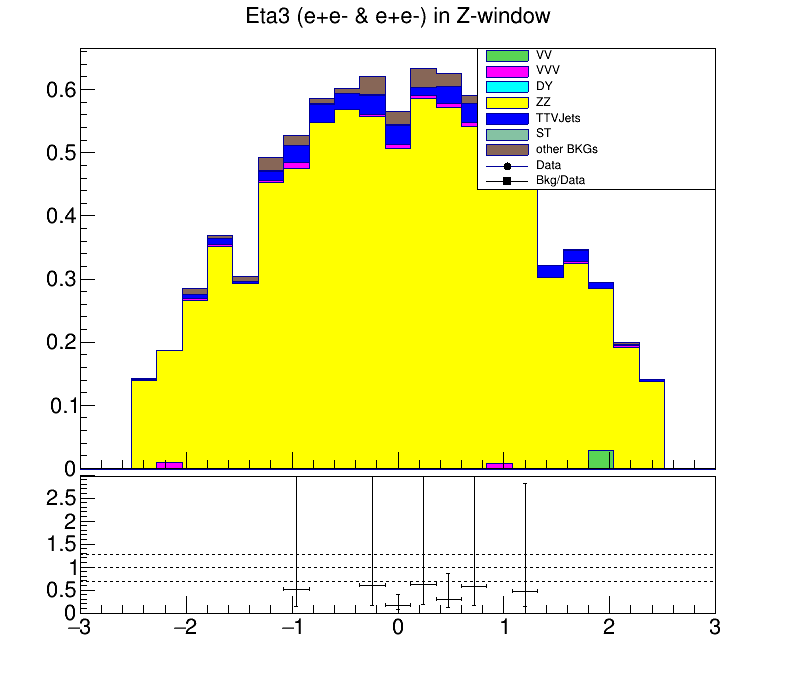 Eta3 (e+e- & e+e-) in Z-window
0.6
0.5
0.4
0.3
0.2
0.1
0
VV
VVV
DY
ZZ
TTVJets
ST
other BKGs
Data
Bkg/Data
2.5
2
1.5
1
0.5
0
−3 −2 −1 0 1 2 3